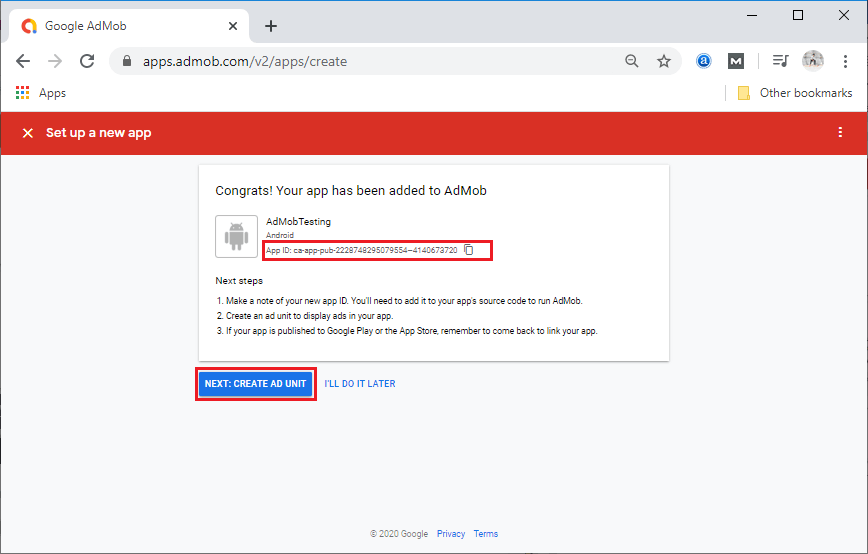 Google AdMob
apps.admob.com/v2/apps/create
Apps
Other bookmarks
Set up a new app
Congrats! Your app has been added to AdMob
AdMobTesting
Android
App ID: ca-app-pub-2228748295079554~4140673720
Next steps
1. Make a note of your new app ID. You'll need to add it to your app's source code to run AdMob.
2. Create an ad unit to display ads in your app.
3. If your app is published to Google Play or the App Store, remember to come back to link your app.
NEXT: CREATE AD UNIT I'LL DO IT LATER
© 2020 Google Privacy Terms